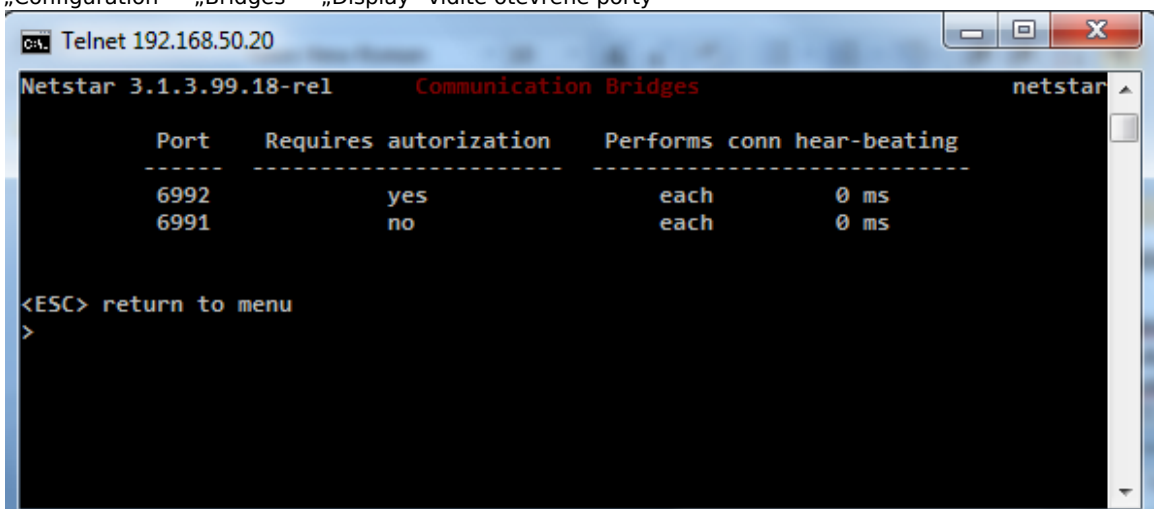 „Configuration" „Bridges" „Display" vidíte otevřené porty
Telnet 192.168.50.20
Netstar 3.1.3.99.18-rel Communication Bridges netstar
Port Requires autorization Performs conn hear-beating
------ ------------------------ -----------------------------
6992 yes each 0 ms
6991 no each 0 ms
<ESC> return to menu
>